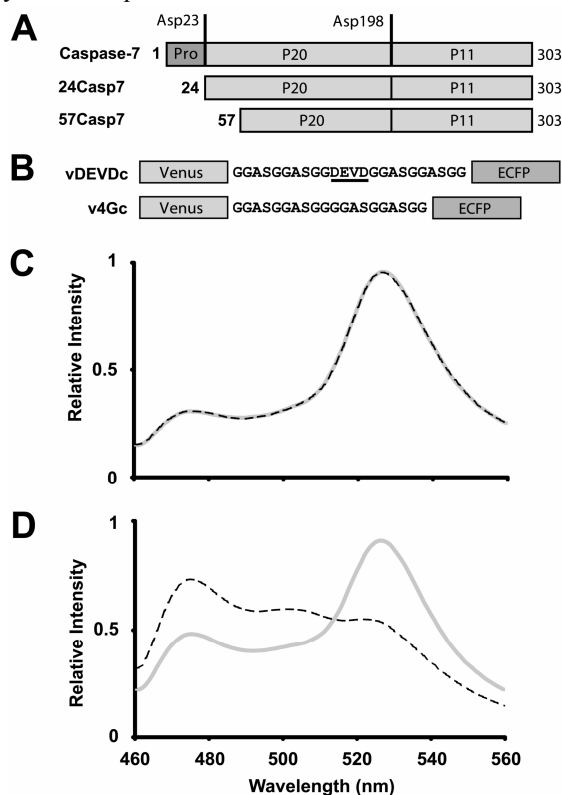 Asp23 Asp198
A
Caspase-7 1 Pro P20 P11 303
24Casp7 24 P20 P11 303
57Casp7 57 P20 P11 303
B
vDEVDc Venus GGASGGASGGDEVDGGASGGASGG ECFP
v4Gc Venus GGASGGASGGGGASGGASGG ECFP
C
Relative Intensity
1
0.5
0
D
Relative Intensity
1
0.5
0
460 480 500 520 540 560
Wavelength (nm)